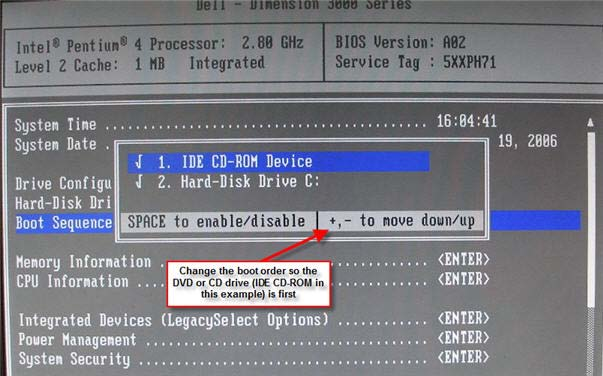 Dell - Dimension 3000 Series
Intel® Pentium® 4 Processor: 2.80 GHz
Level 2 Cache: 1 MB Integrated
BIOS Version: A02
Service Tag : 5XXPH71
System Time ........................................ 16:04:41
System Date . 19, 2006
√ 1. IDE CD-ROM Device
√ 2. Hard-Disk Drive C:
SPACE to enable/disable
+,- to move down/up
Drive Configu
Hard-Disk Dri
Boot Sequence
Change the boot order so the
DVD or CD drive (IDE CD-ROM in
this example) is first
Memory Information ................................ <ENTER>
CPU Information ................................... <ENTER>
Integrated Devices (LegacySelect Options) ......... <ENTER>
Power Management .................................. <ENTER>
System Security ................................... <ENTER>